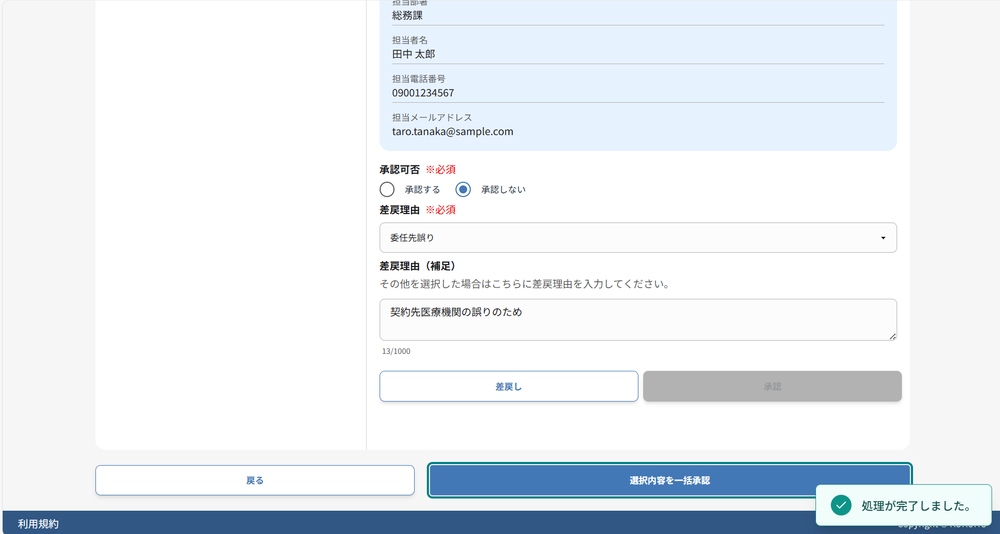 担当部署
総務課
担当者名
田中 太郎
担当電話番号
09001234567
担当メールアドレス
taro.tanaka@sample.com
承認可否 ※必須
承認する 承認しない
差戻理由 ※必須
委任先誤り
差戻理由（補足）
その他を選択した場合はこちらに差戻理由を入力してください。
契約先医療機関の誤りのため
13/1000
差戻し 承認
戻る 選択内容を一括承認
処理が完了しました。
利用規約